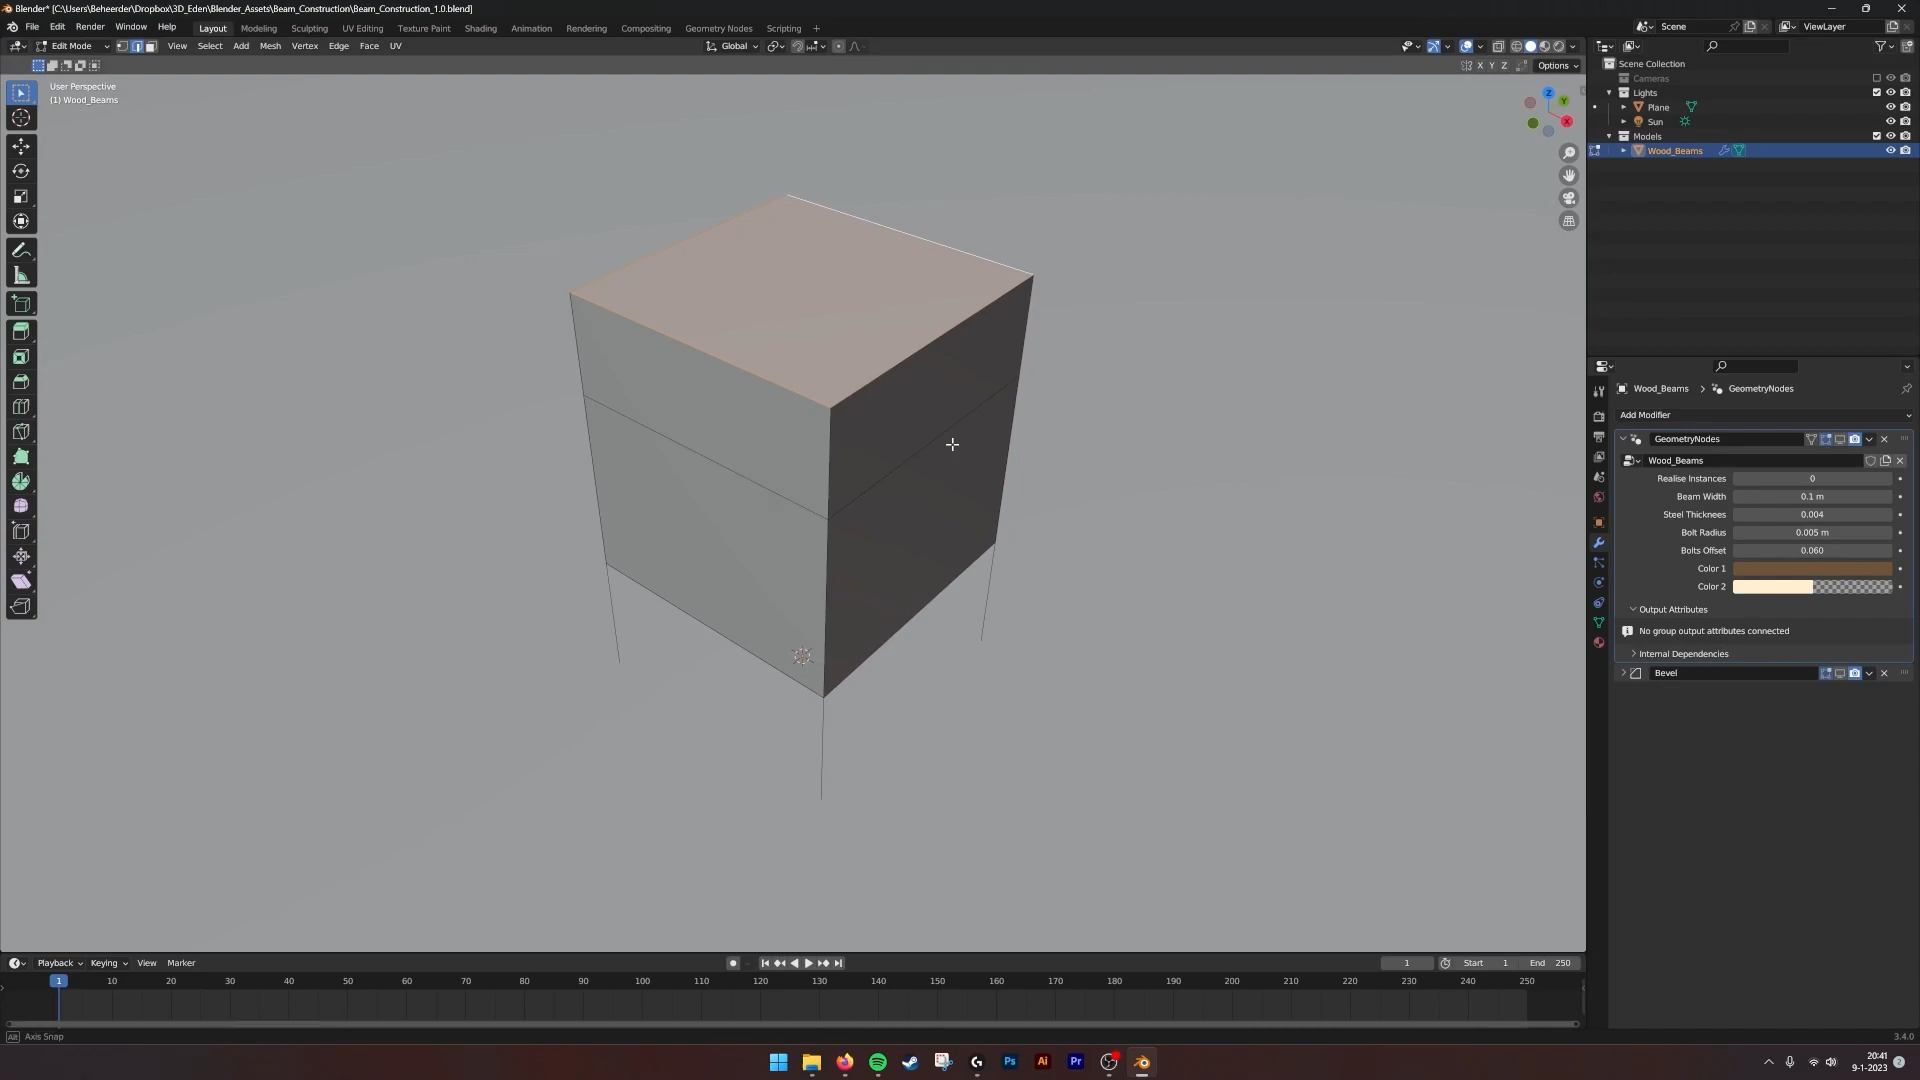 Blender* [C:\Users\Beheerder\Dropbox\3D_Eden\Blender_Assets\Beam_Construction\Beam_Construction_1.0.blend]
File Edit Render Window Help Layout Modeling Sculpting UV Editing Texture Paint Shading Animation Rendering Compositing Geometry Nodes Scripting + Scene ViewLayer
Edit Mode View Select Add Mesh Vertex Edge Face UV Global
X Y Z Options
User Perspective
(1) Wood_Beams
Z
Y
X
Scene Collection
Cameras
Lights
Plane
Sun
Models
Wood_Beams
Wood_Beams > GeometryNodes
Add Modifier
GeometryNodes
Wood_Beams
Realise Instances 0
Beam Width 0.1 m
Steel Thicknees 0.004
Bolt Radius 0.005 m
Bolts Offset 0.060
Color 1
Color 2
Output Attributes
No group output attributes connected
Internal Dependencies
Bevel
Playback Keying View Marker 1 Start 1 End 250
1 10 20 30 40 50 60 70 80 90 100 110 120 130 140 150 160 170 180 190 200 210 220 230 240 250
Alt Axis Snap 3.4.0
Ps Ai Pr
20:41
9-1-2023
2